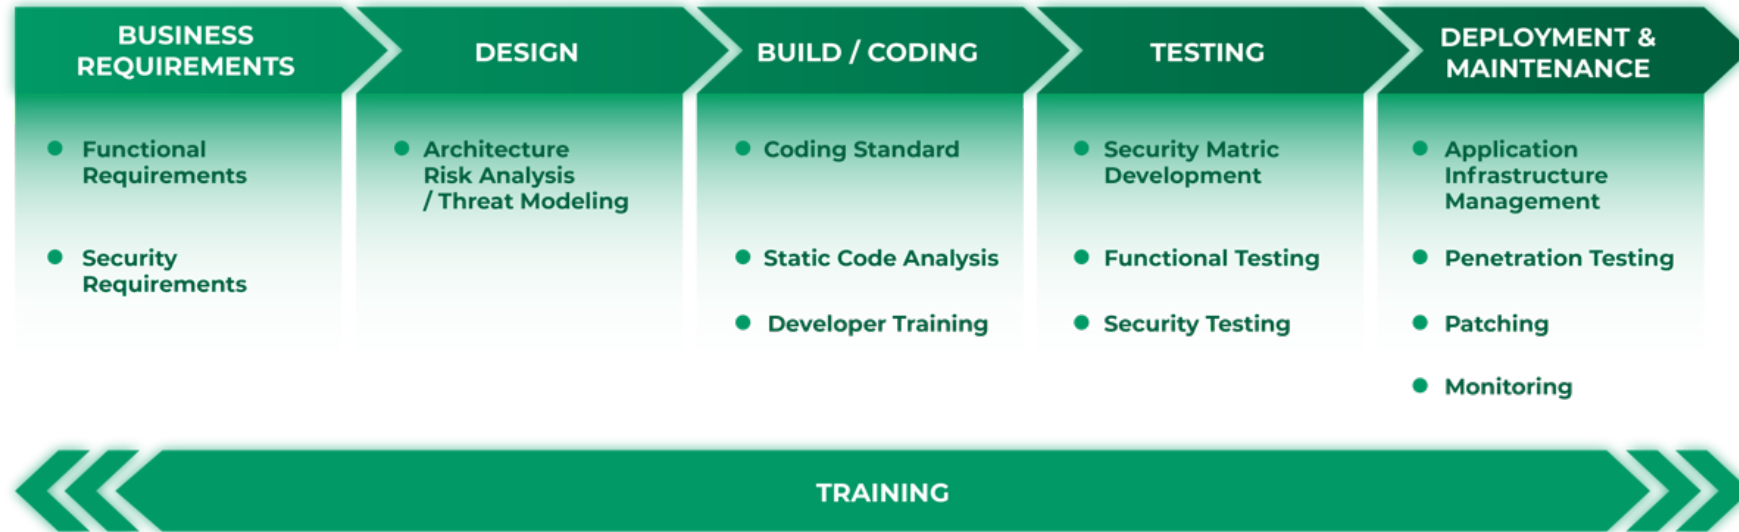 BUSINESS
REQUIREMENTS
DESIGN
BUILD / CODING
TESTING
DEPLOYMENT &
MAINTENANCE
Functional
Requirements
Security
Requirements
Architecture
Risk Analysis
/ Threat Modeling
Coding Standard
Static Code Analysis
Developer Training
Security Matric
Development
Functional Testing
Security Testing
Application
Infrastructure
Management
Penetration Testing
Patching
Monitoring
TRAINING